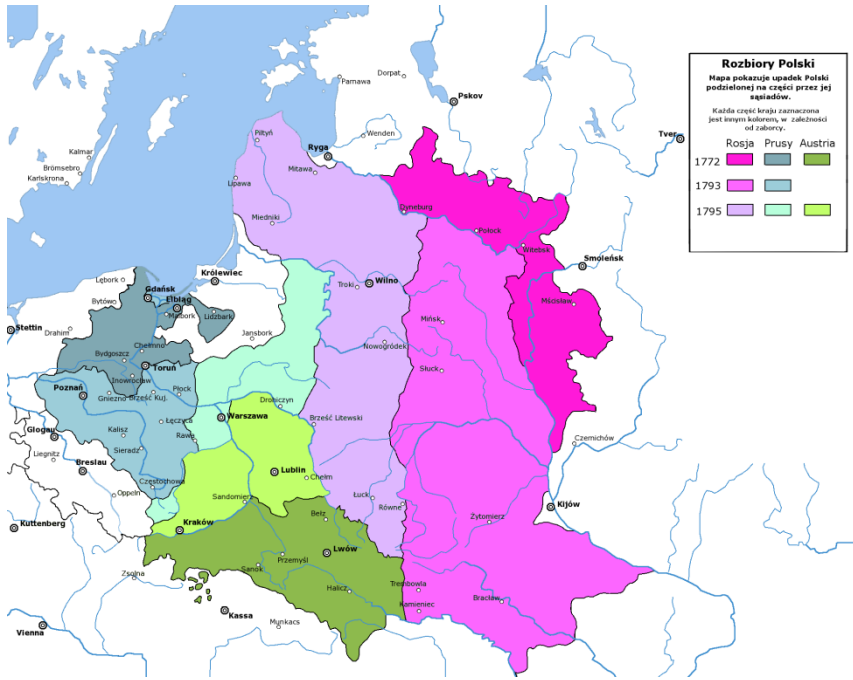 Rozbiory Polski
Mapa pokazuje upadek Polski
podzielonej na części przez jej
sąsiadów.
Każda część kraju zaznaczona
jest innym kolorem, w zależności
od zaborcy.
Rosja Prusy Austria
1772
1793
1795
Parnawa
Dorpat
Pskov
Tver
Piltyń
Wenden
Ryga
Mitawa
Kalmar
Brömsebro
Karlskrona
Lipawa
Dyneburg
Miedniki
Połock
Witebsk
Smoleńsk
Królewiec
Lębork
Gdańsk
Wilno
Troki
Bytów
Elbląg
Malbork
Lidzbark
Mścisław
Mińsk
Stettin
Drahim
Jansbork
Chełmno
Nowogródek
Bydgoszcz
Toruń
Słuck
Inowrocław
Poznań
Gniezno
Brześć Kuj.
Płock
Drohiczyn
Warszawa
Brześć Litewski
Łęczyca
Glogau
Kalisz
Rawa
Czernichów
Liegnitz
Sieradz
Breslau
Lublin
Chełm
Oppeln
Częstochowa
Sandomierz
Łuck
Równe
Kijów
Kuttenberg
Kraków
Bełz
Żytomierz
Lwów
Przemyśl
Zsolna
Sanok
Halicz
Trembowla
Bracław
Kamieniec
Kassa
Munkacs
Vienna